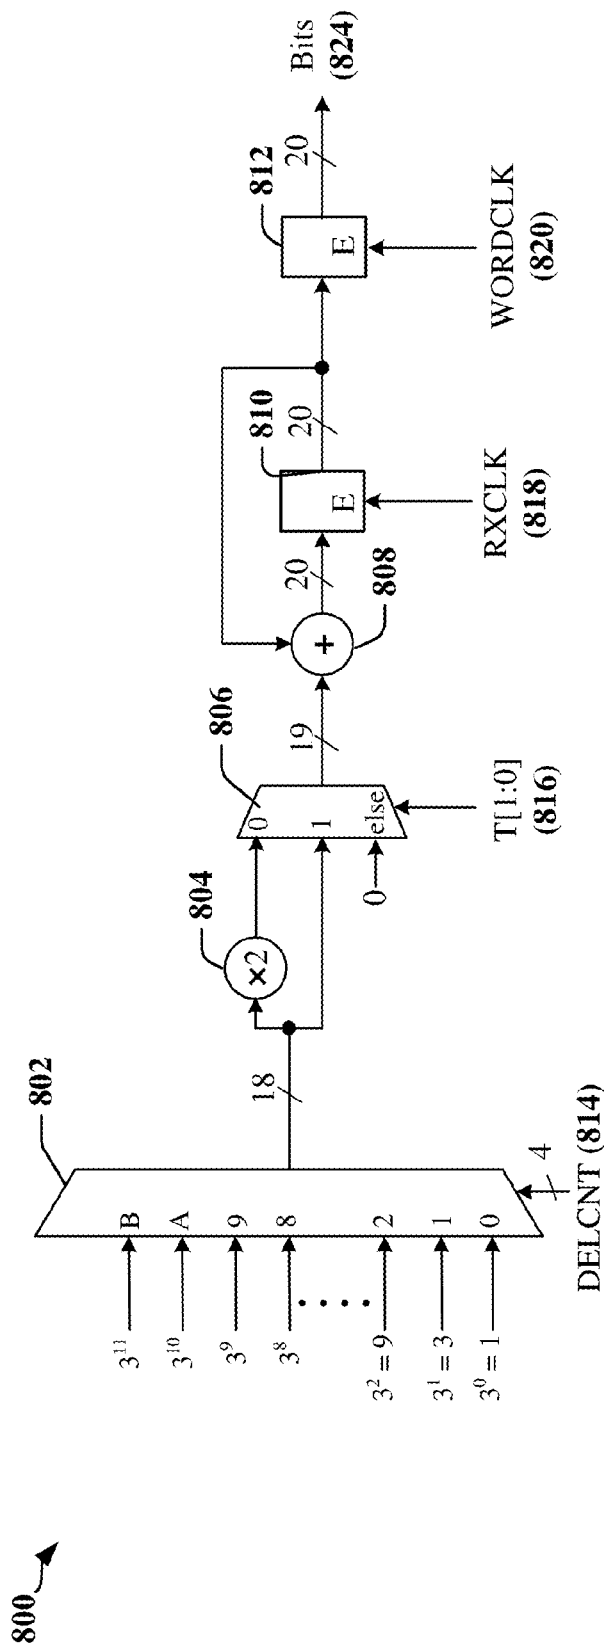 800
3^11
3^10
3^9
3^8
3^2 = 9
3^1 = 3
3^0 = 1
B
A
9
8
2
1
0
802
DELCNT (814)
4
18
804
×2
0
806
0
1
else
T[1:0]
(816)
19
+
808
20
810
E
RXCLK
(818)
20
812
E
WORDCLK
(820)
20
Bits
(824)